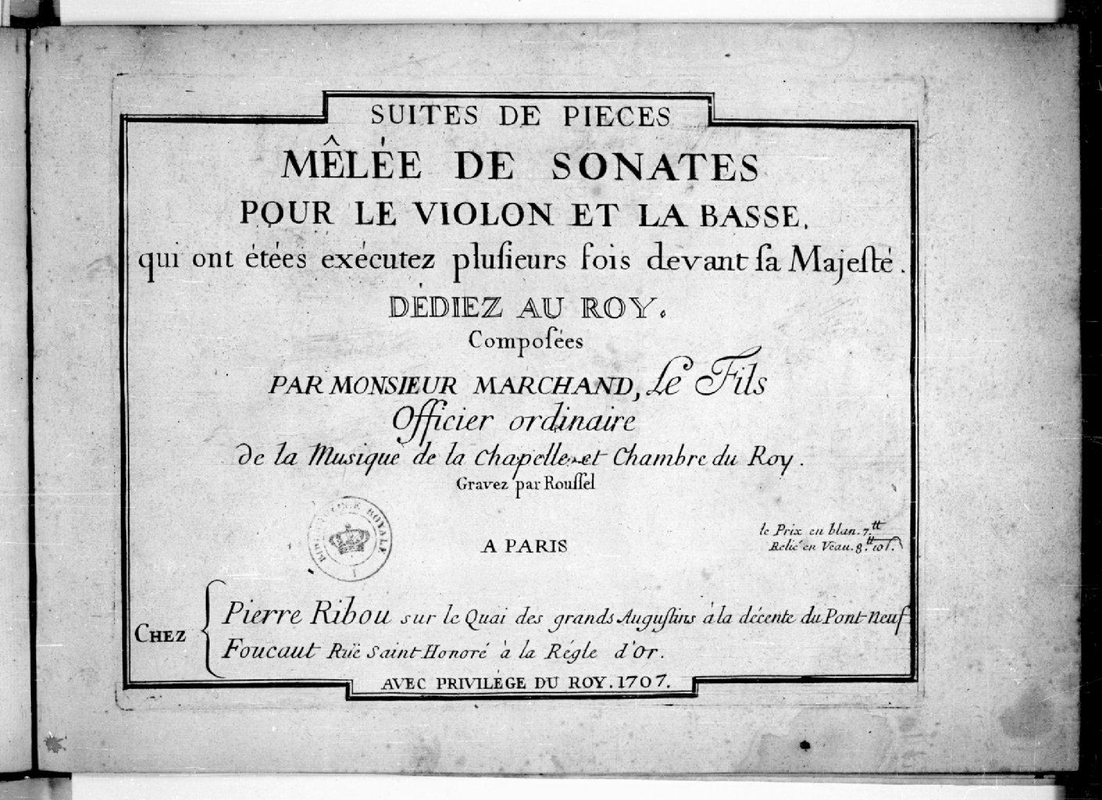 SUITES DE PIECES
MÊLÉE DE SONATES
POUR LE VIOLON ET LA BASSE.
qui ont étées exécutez pluſieurs fois devant ſa Majeſté.
DÉDIEZ AU ROY.
Compoſées
PAR MONSIEUR MARCHAND, Le Fils
Officier ordinaire
de la Musique de la Chapelle et Chambre du Roy.
Gravez par Rouſſel
BIBLIOTHEQUE ROYALE
A PARIS
le Prix en blan. 7.tt
Relié en Veau. 8.tt 10ſ.
CHEZ
Pierre Ribou sur le Quai des grands Auguſtins à la décente du Pont-neuf
Foucaut Ruë Saint Honoré à la Régle d'Or.
AVEC PRIVILÉGE DU ROY. 1707.